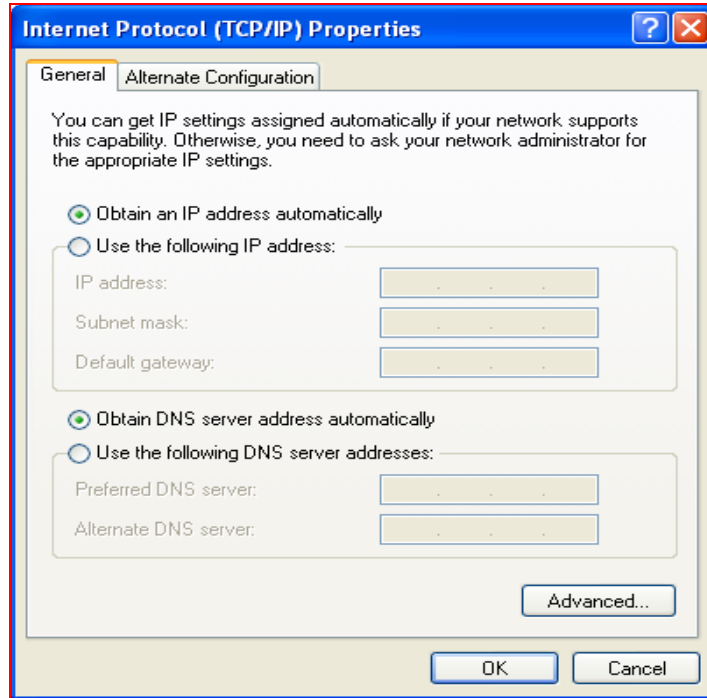 Internet Protocol (TCP/IP) Properties
General
Alternate Configuration
You can get IP settings assigned automatically if your network supports
this capability. Otherwise, you need to ask your network administrator for
the appropriate IP settings.
Obtain an IP address automatically
Use the following IP address:
IP address:
Subnet mask:
Default gateway:
Obtain DNS server address automatically
Use the following DNS server addresses:
Preferred DNS server:
Alternate DNS server:
Advanced...
OK
Cancel